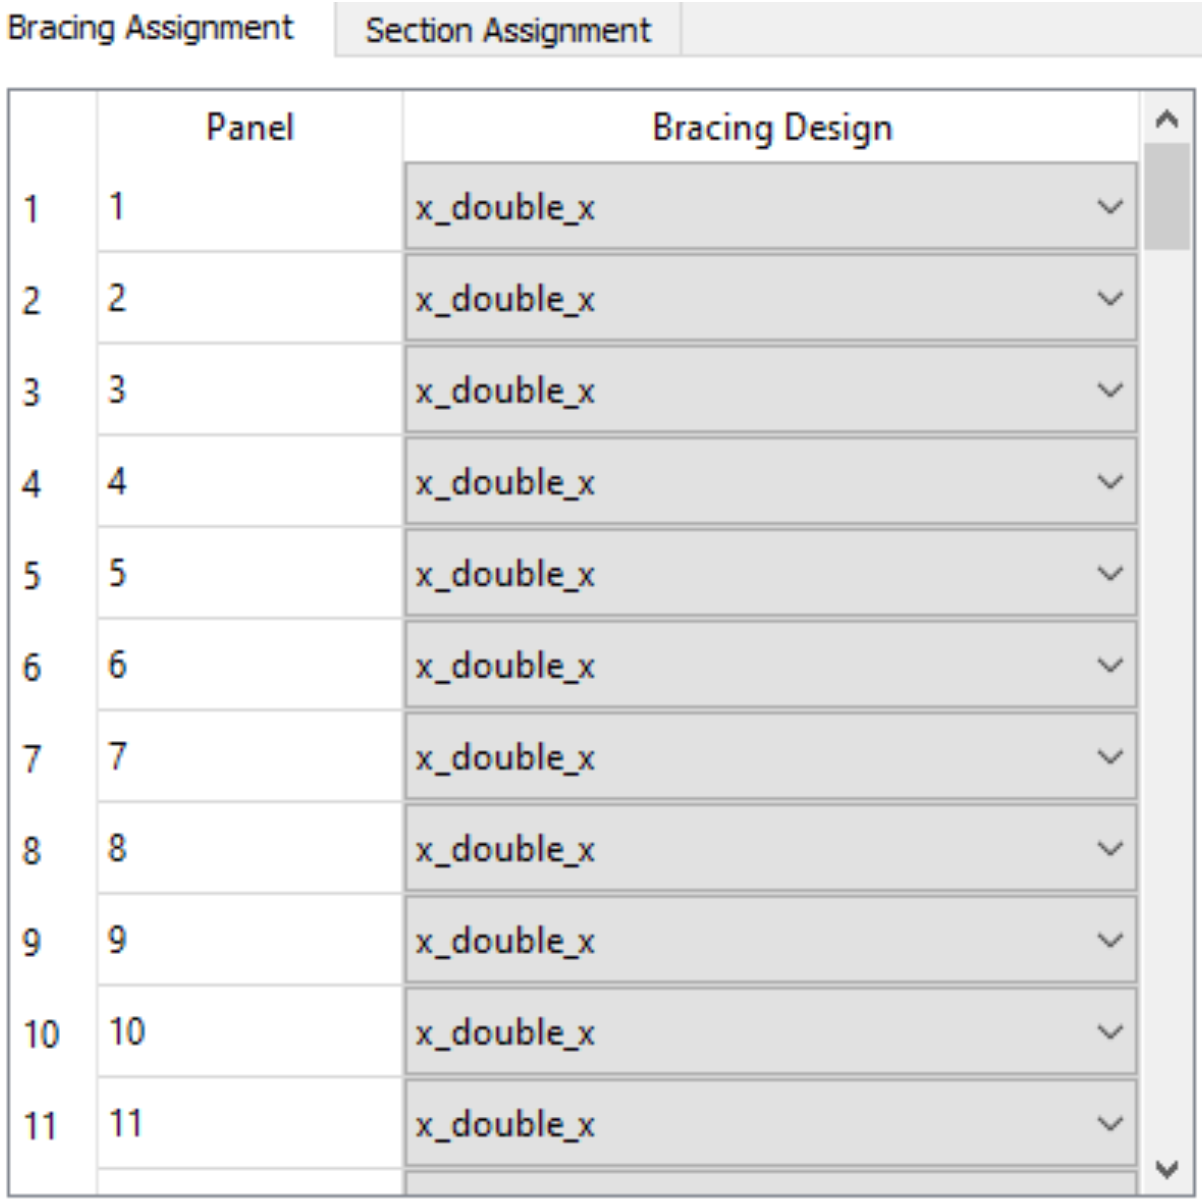 Bracing Assignment Section Assignment
Panel Bracing Design
1 1 x_double_x
2 2 x_double_x
3 3 x_double_x
4 4 x_double_x
5 5 x_double_x
6 6 x_double_x
7 7 x_double_x
8 8 x_double_x
9 9 x_double_x
10 10 x_double_x
11 11 x_double_x